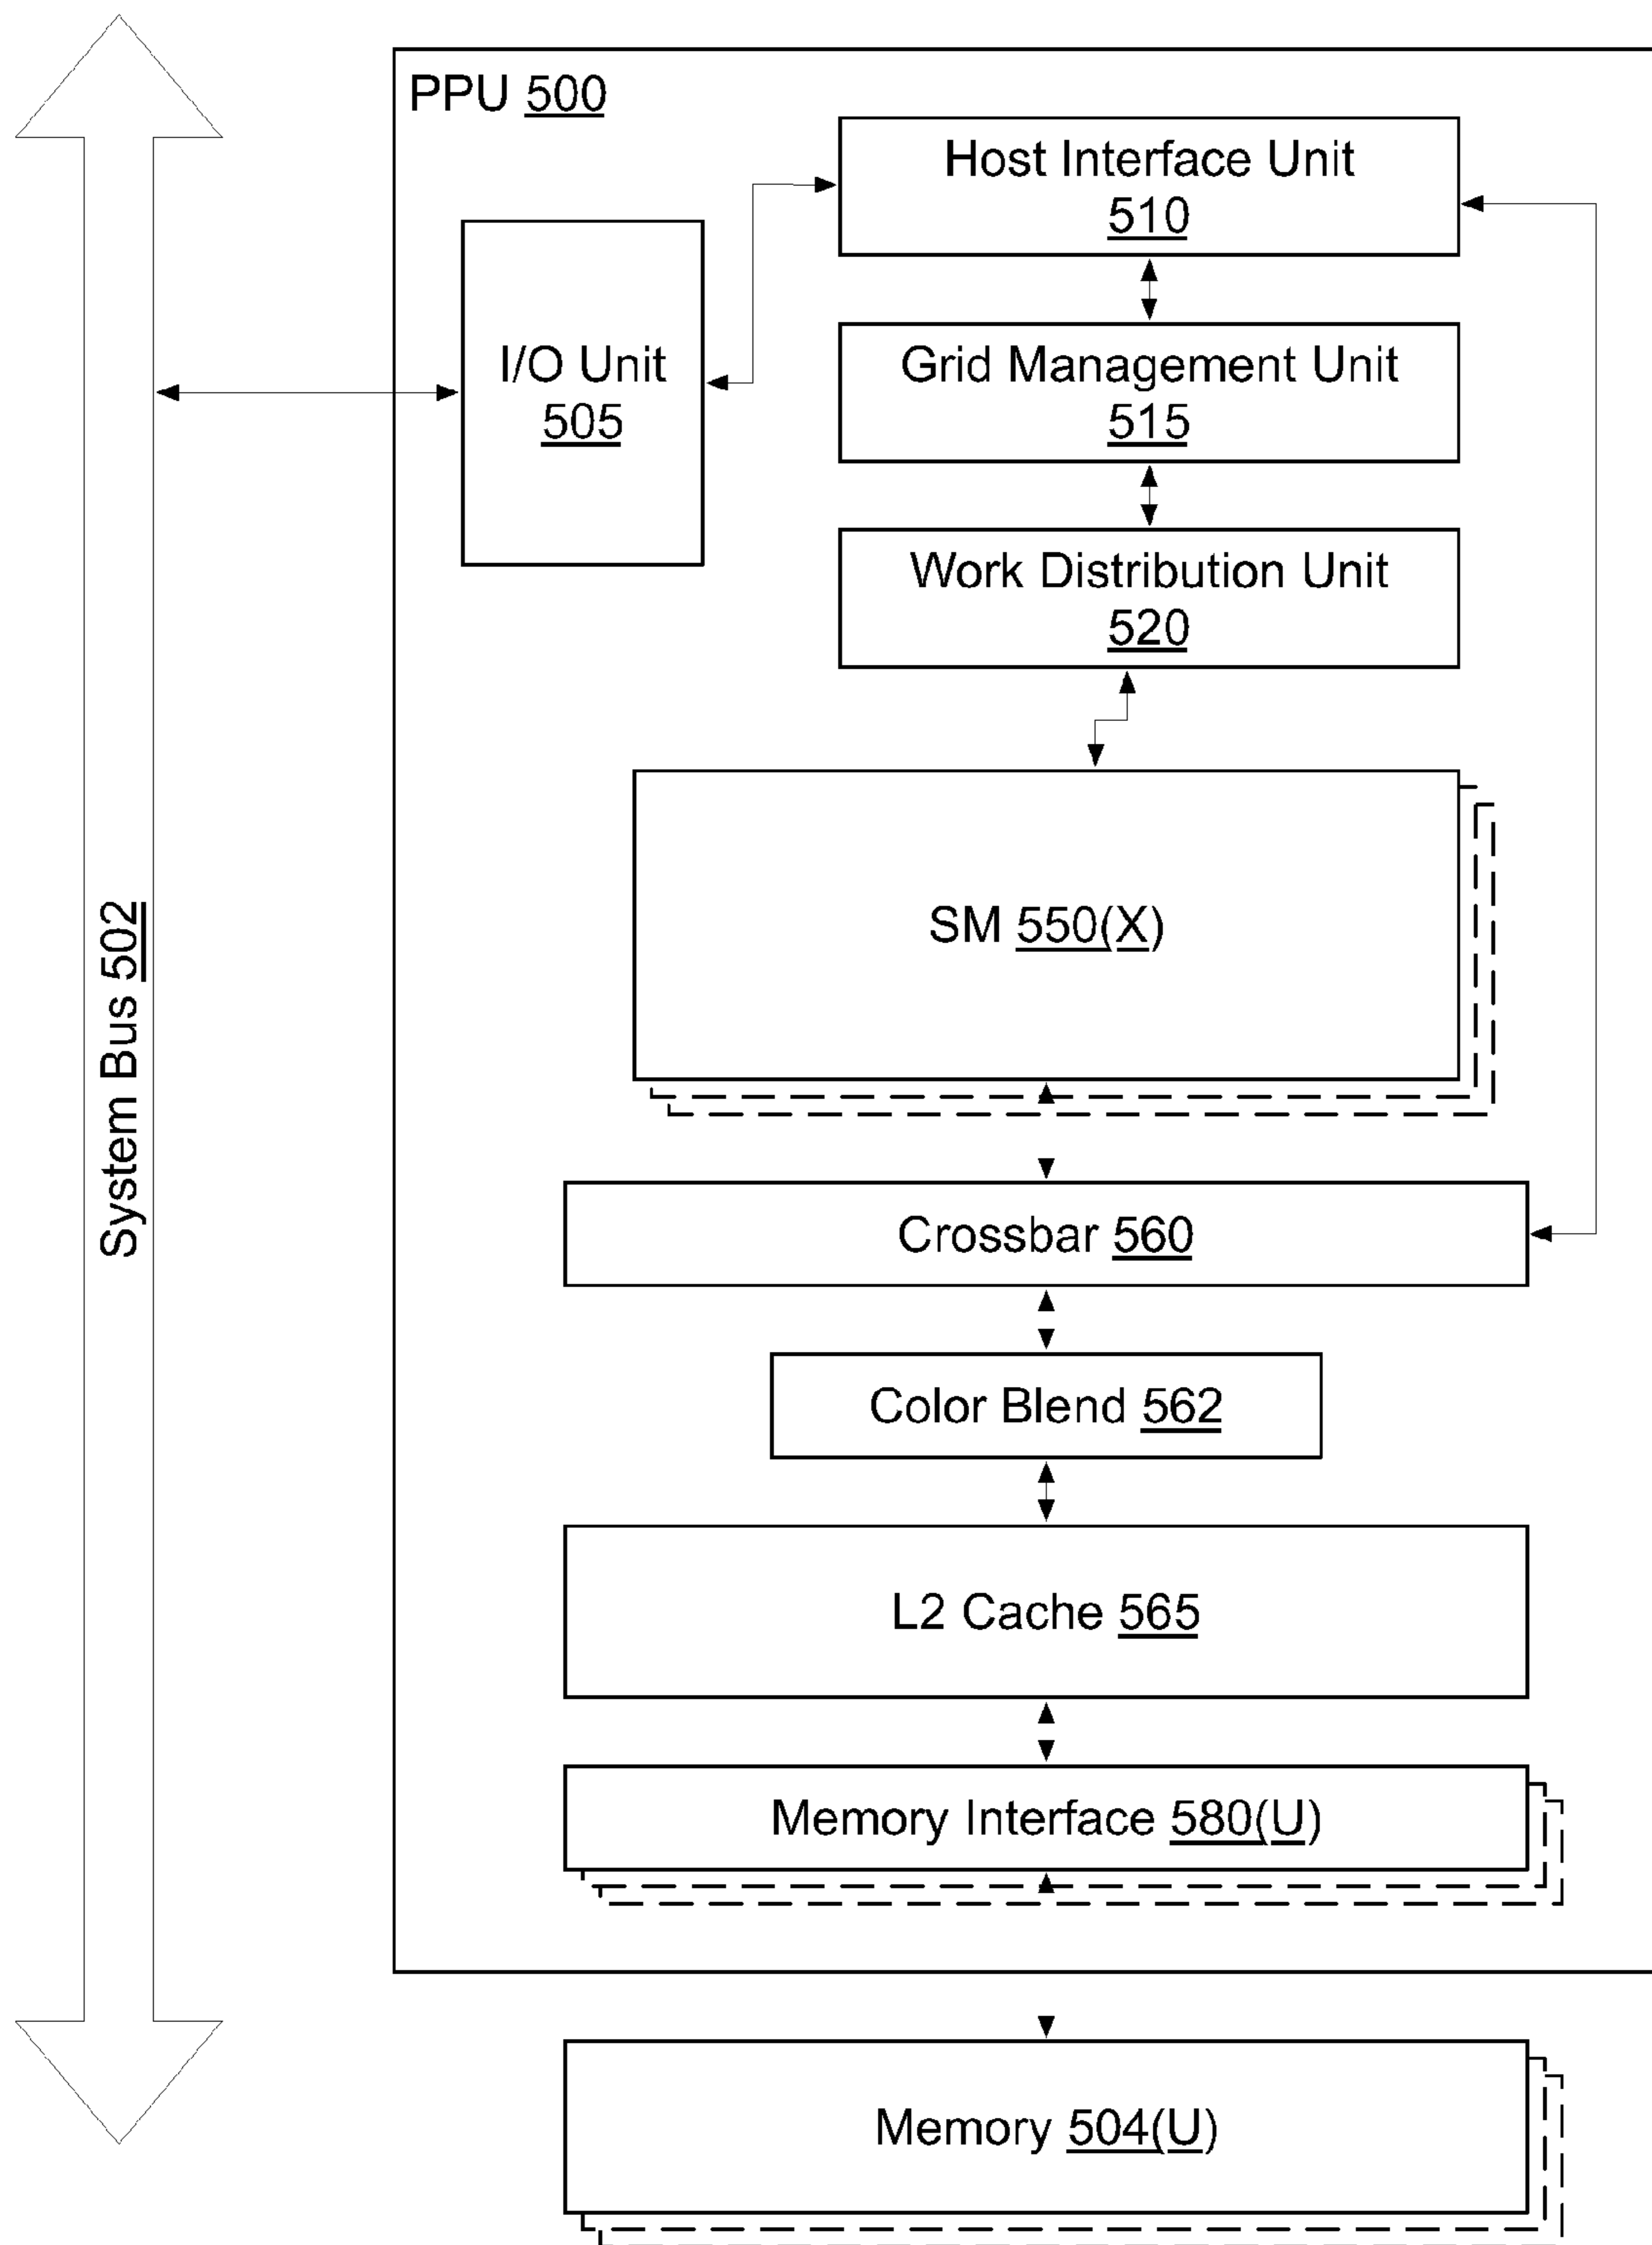 PPU 500
Host Interface Unit
510
I/O Unit
505
Grid Management Unit
515
Work Distribution Unit
520
SM 550(X)
System Bus 502
Crossbar 560
Color Blend 562
L2 Cache 565
Memory Interface 580(U)
Memory 504(U)